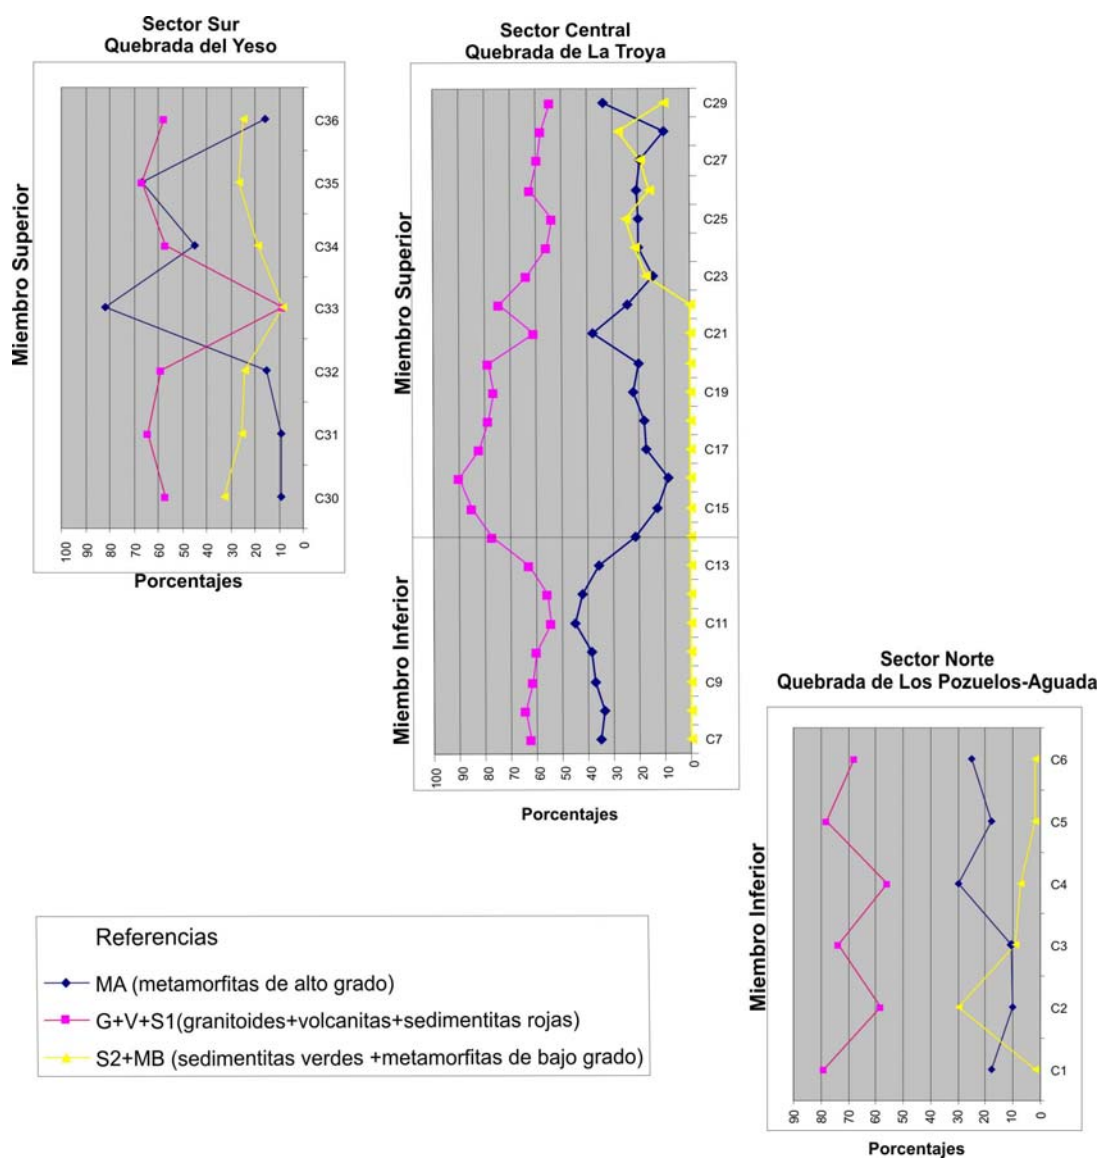 Sector Sur
Quebrada del Yeso
Miembro Superior
C36
C35
C34
C33
C32
C31
C30
100
90
80
70
60
50
40
30
20
10
0
Porcentajes
Sector Central
Quebrada de La Troya
Miembro Superior
Miembro Inferior
C29
C27
C25
C23
C21
C19
C17
C15
C13
C11
C9
C7
100
90
80
70
60
50
40
30
20
10
0
Porcentajes
Sector Norte
Quebrada de Los Pozuelos-Aguada
Miembro Inferior
C6
C5
C4
C3
C2
C1
90
80
70
60
50
40
30
20
10
0
Porcentajes
Referencias
MA (metamorfitas de alto grado)
G+V+S1(granitoides+volcanitas+sedimentitas rojas)
S2+MB (sedimentitas verdes +metamorfitas de bajo grado)